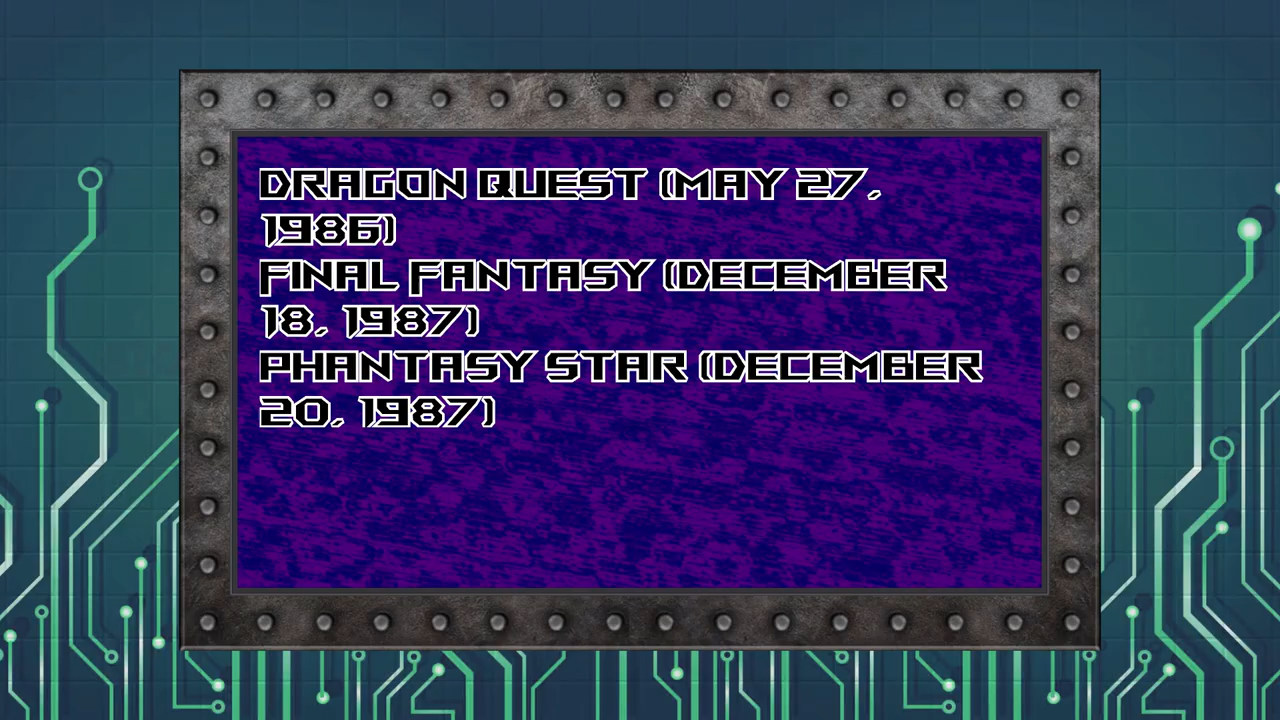 DRAGON QUEST (MAY 27,
1986)
FINAL FANTASY (DECEMBER
18, 1987)
PHANTASY STAR (DECEMBER
20, 1987)